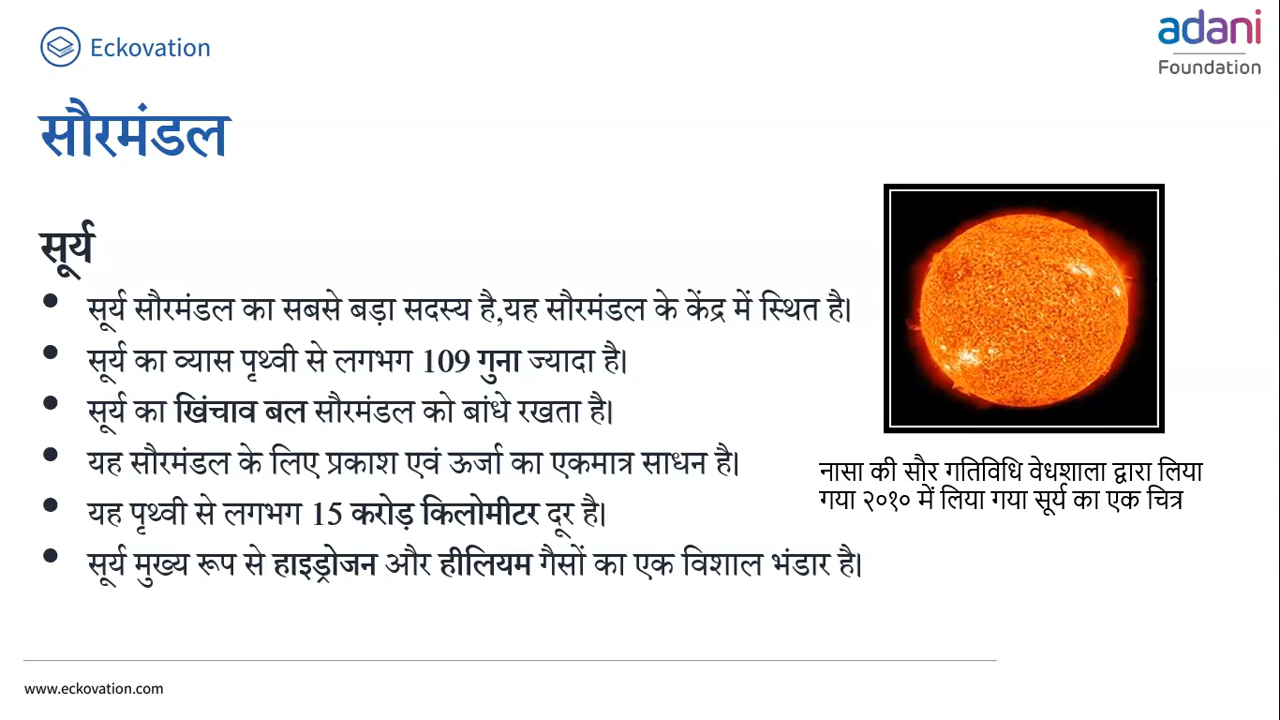 Eckovation
adani
Foundation
सौरमंडल
सूर्य
• सूर्य सौरमंडल का सबसे बड़ा सदस्य है,यह सौरमंडल के केंद्र में स्थित है।
• सूर्य का व्यास पृथ्वी से लगभग 109 गुना ज्यादा है।
• सूर्य का खिंचाव बल सौरमंडल को बांधे रखता है।
• यह सौरमंडल के लिए प्रकाश एवं ऊर्जा का एकमात्र साधन है।
• यह पृथ्वी से लगभग 15 करोड़ किलोमीटर दूर है।
• सूर्य मुख्य रूप से हाइड्रोजन और हीलियम गैसों का एक विशाल भंडार है।
नासा की सौर गतिविधि वेधशाला द्वारा लिया
गया २०१० में लिया गया सूर्य का एक चित्र
www.eckovation.com